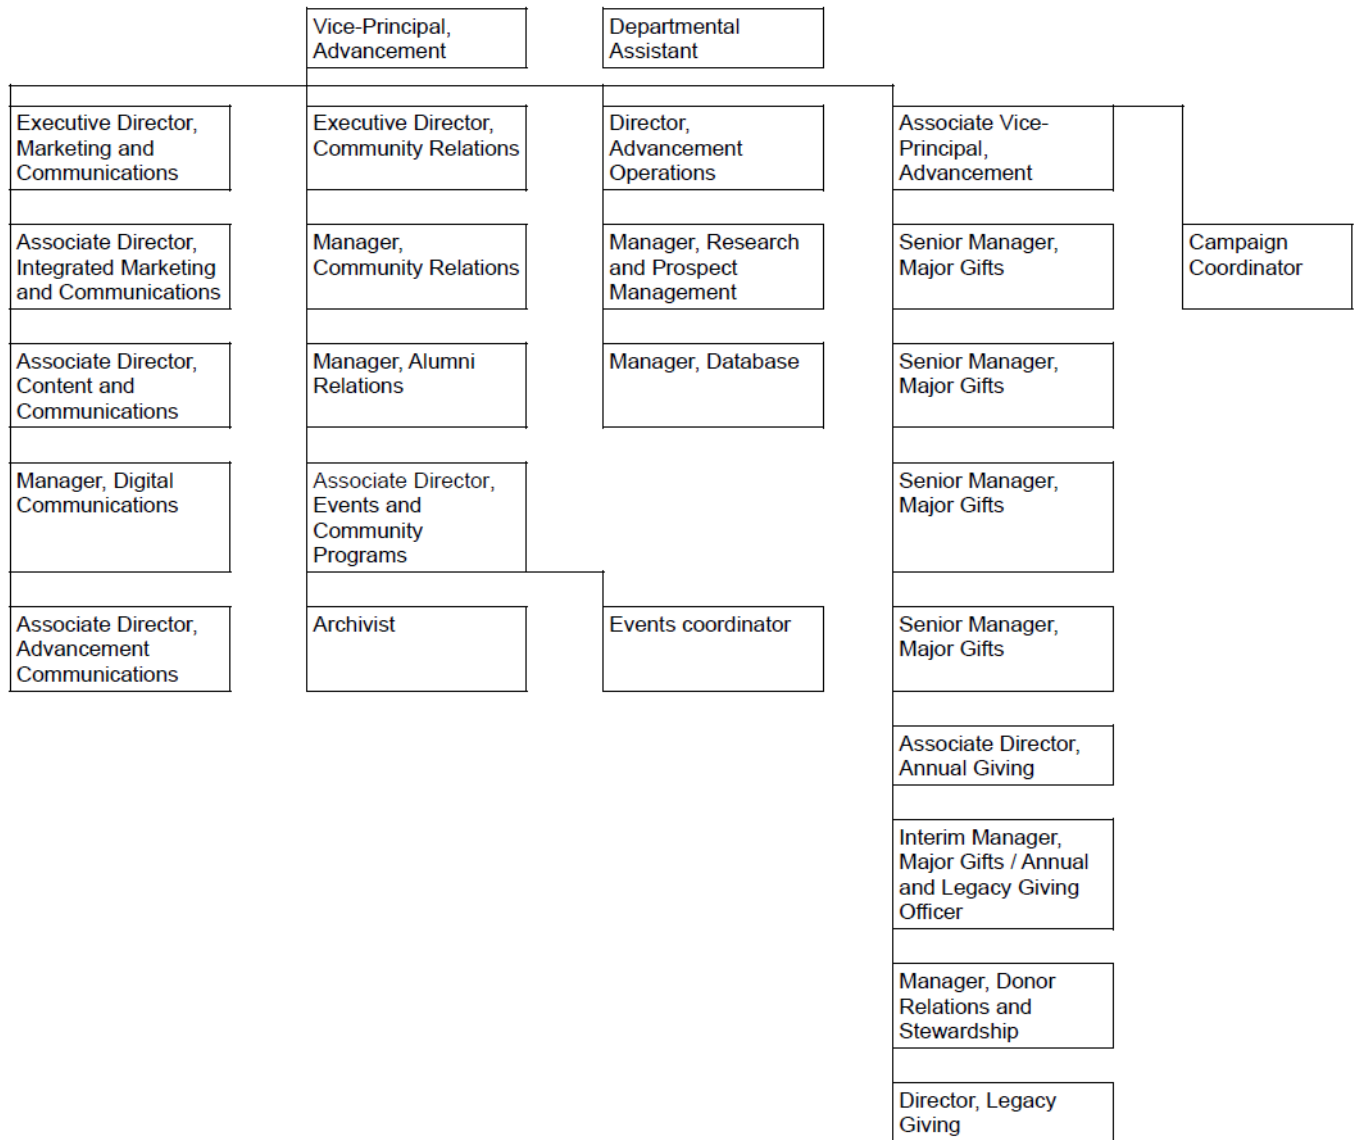 Vice-Principal,
Advancement
Departmental
Assistant
Executive Director,
Marketing and
Communications
Executive Director,
Community Relations
Director,
Advancement
Operations
Associate Vice-
Principal,
Advancement
Associate Director,
Integrated Marketing
and Communications
Manager,
Community Relations
Manager, Research
and Prospect
Management
Senior Manager,
Major Gifts
Campaign
Coordinator
Associate Director,
Content and
Communications
Manager, Alumni
Relations
Manager, Database
Senior Manager,
Major Gifts
Manager, Digital
Communications
Associate Director,
Events and
Community
Programs
Senior Manager,
Major Gifts
Associate Director,
Advancement
Communications
Archivist
Events coordinator
Senior Manager,
Major Gifts
Associate Director,
Annual Giving
Interim Manager,
Major Gifts / Annual
and Legacy Giving
Officer
Manager, Donor
Relations and
Stewardship
Director, Legacy
Giving